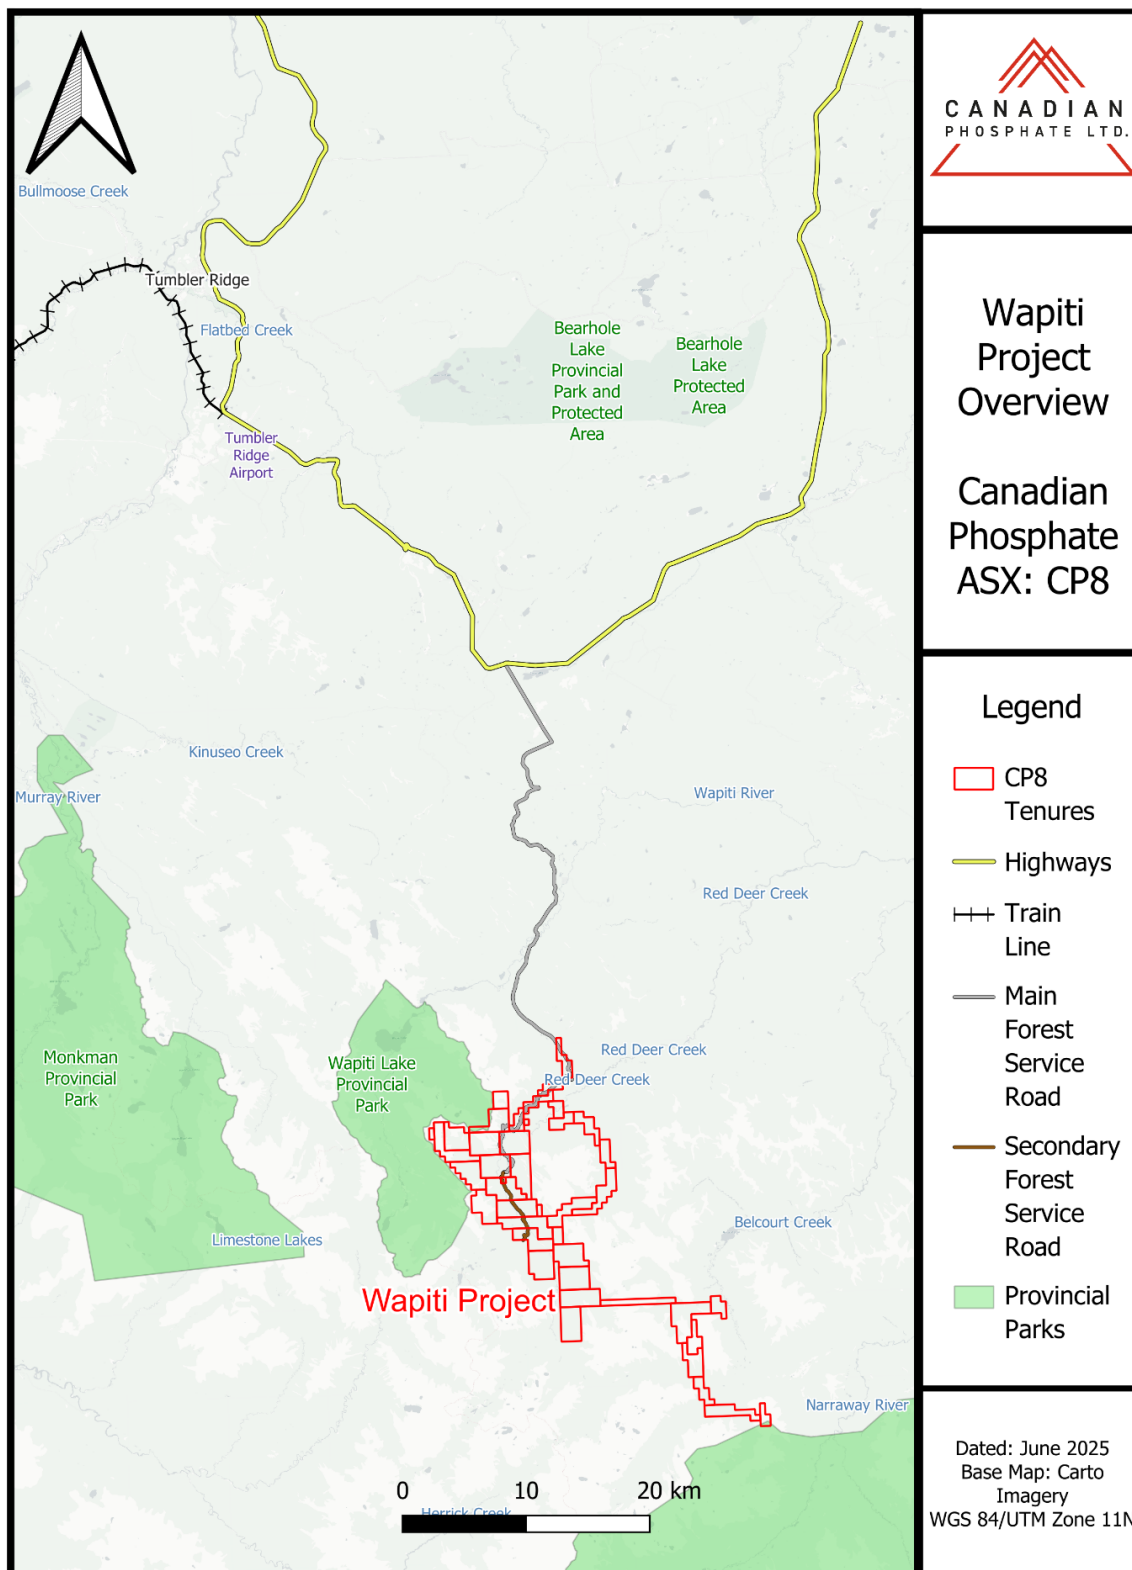 Bullmoose Creek
Tumbler Ridge
Flatbed Creek
Tumbler
Ridge
Airport
Bearhole
Lake
Provincial
Park and
Protected
Area
Bearhole
Lake
Protected
Area
Kinuseo Creek
Murray River
Wapiti River
Red Deer Creek
Monkman
Provincial
Park
Wapiti Lake
Provincial
Park
Red Deer Creek
Red Deer Creek
Limestone Lakes
Belcourt Creek
Wapiti Project
Narraway River
0 10 20 km
Herrick Creek
CANADIAN
PHOSPHATE LTD.
Wapiti
Project
Overview
Canadian
Phosphate
ASX: CP8
Legend
CP8
Tenures
Highways
Train
Line
Main
Forest
Service
Road
Secondary
Forest
Service
Road
Provincial
Parks
Dated: June 2025
Base Map: Carto
Imagery
WGS 84/UTM Zone 11N